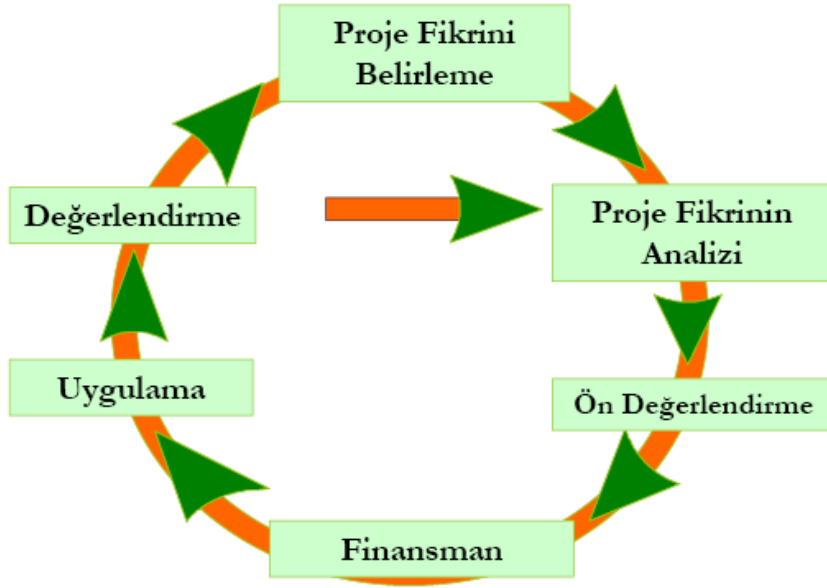 Proje Fikrini
Belirleme
Proje Fikrinin
Analizi
Ön Değerlendirme
Finansman
Uygulama
Değerlendirme